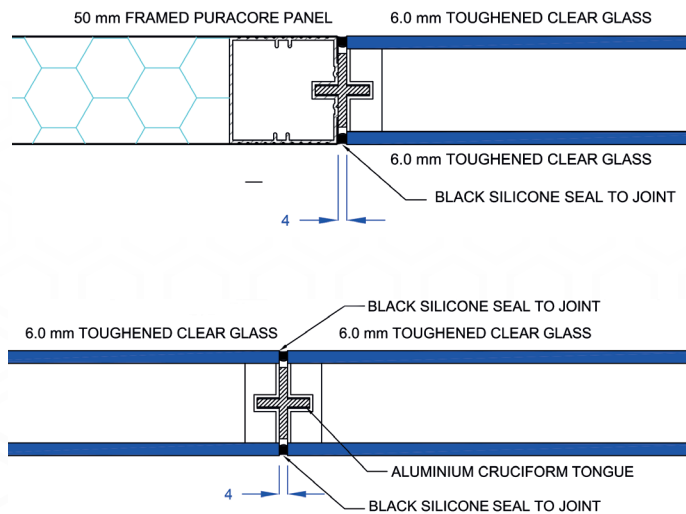 50 mm FRAMED PURACORE PANEL
6.0 mm TOUGHENED CLEAR GLASS
6.0 mm TOUGHENED CLEAR GLASS
BLACK SILICONE SEAL TO JOINT
4
BLACK SILICONE SEAL TO JOINT
6.0 mm TOUGHENED CLEAR GLASS
6.0 mm TOUGHENED CLEAR GLASS
ALUMINIUM CRUCIFORM TONGUE
4
BLACK SILICONE SEAL TO JOINT